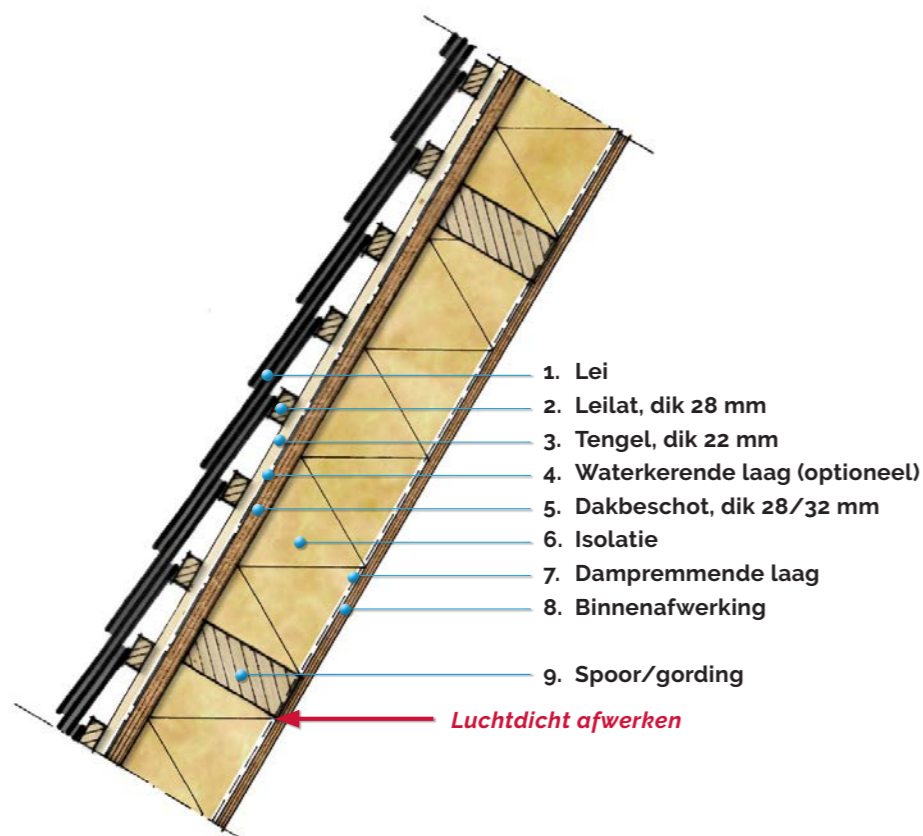 1. Lei
2. Leilat, dik 28 mm
3. Tengel, dik 22 mm
4. Waterkerende laag (optioneel)
5. Dakbeschot, dik 28/32 mm
6. Isolatie
7. Dampremmende laag
8. Binnenafwerking
9. Spoor/gording
Luchtdicht afwerken